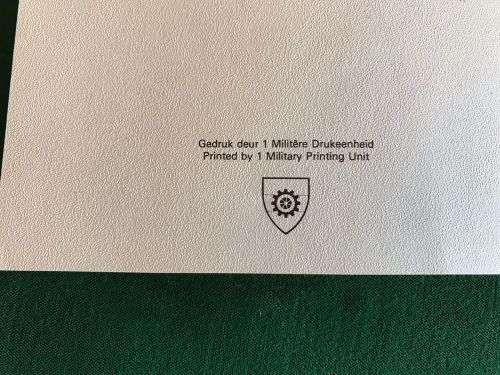 Gedruk deur 1 Militêre Drukeenheid
Printed by 1 Military Printing Unit